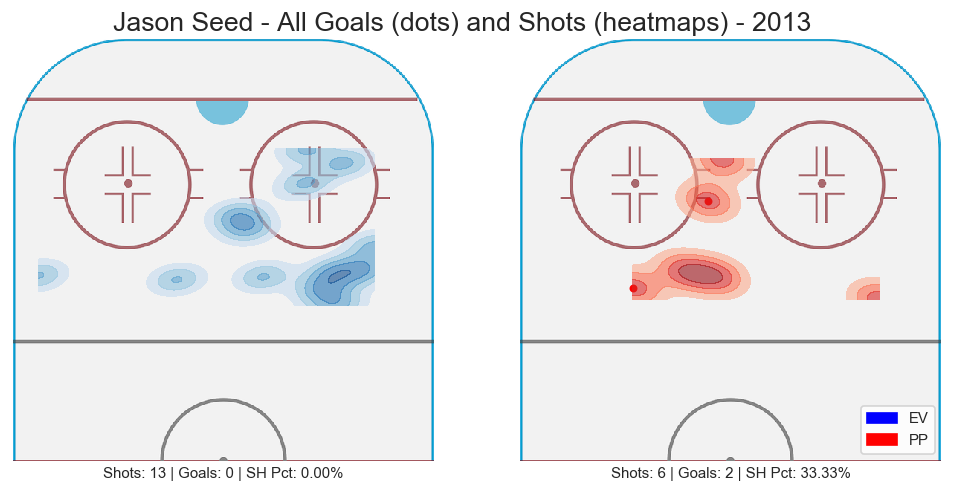 Jason Seed - All Goals (dots) and Shots (heatmaps) - 2013
EV
PP
Shots: 13 | Goals: 0 | SH Pct: 0.00%
Shots: 6 | Goals: 2 | SH Pct: 33.33%